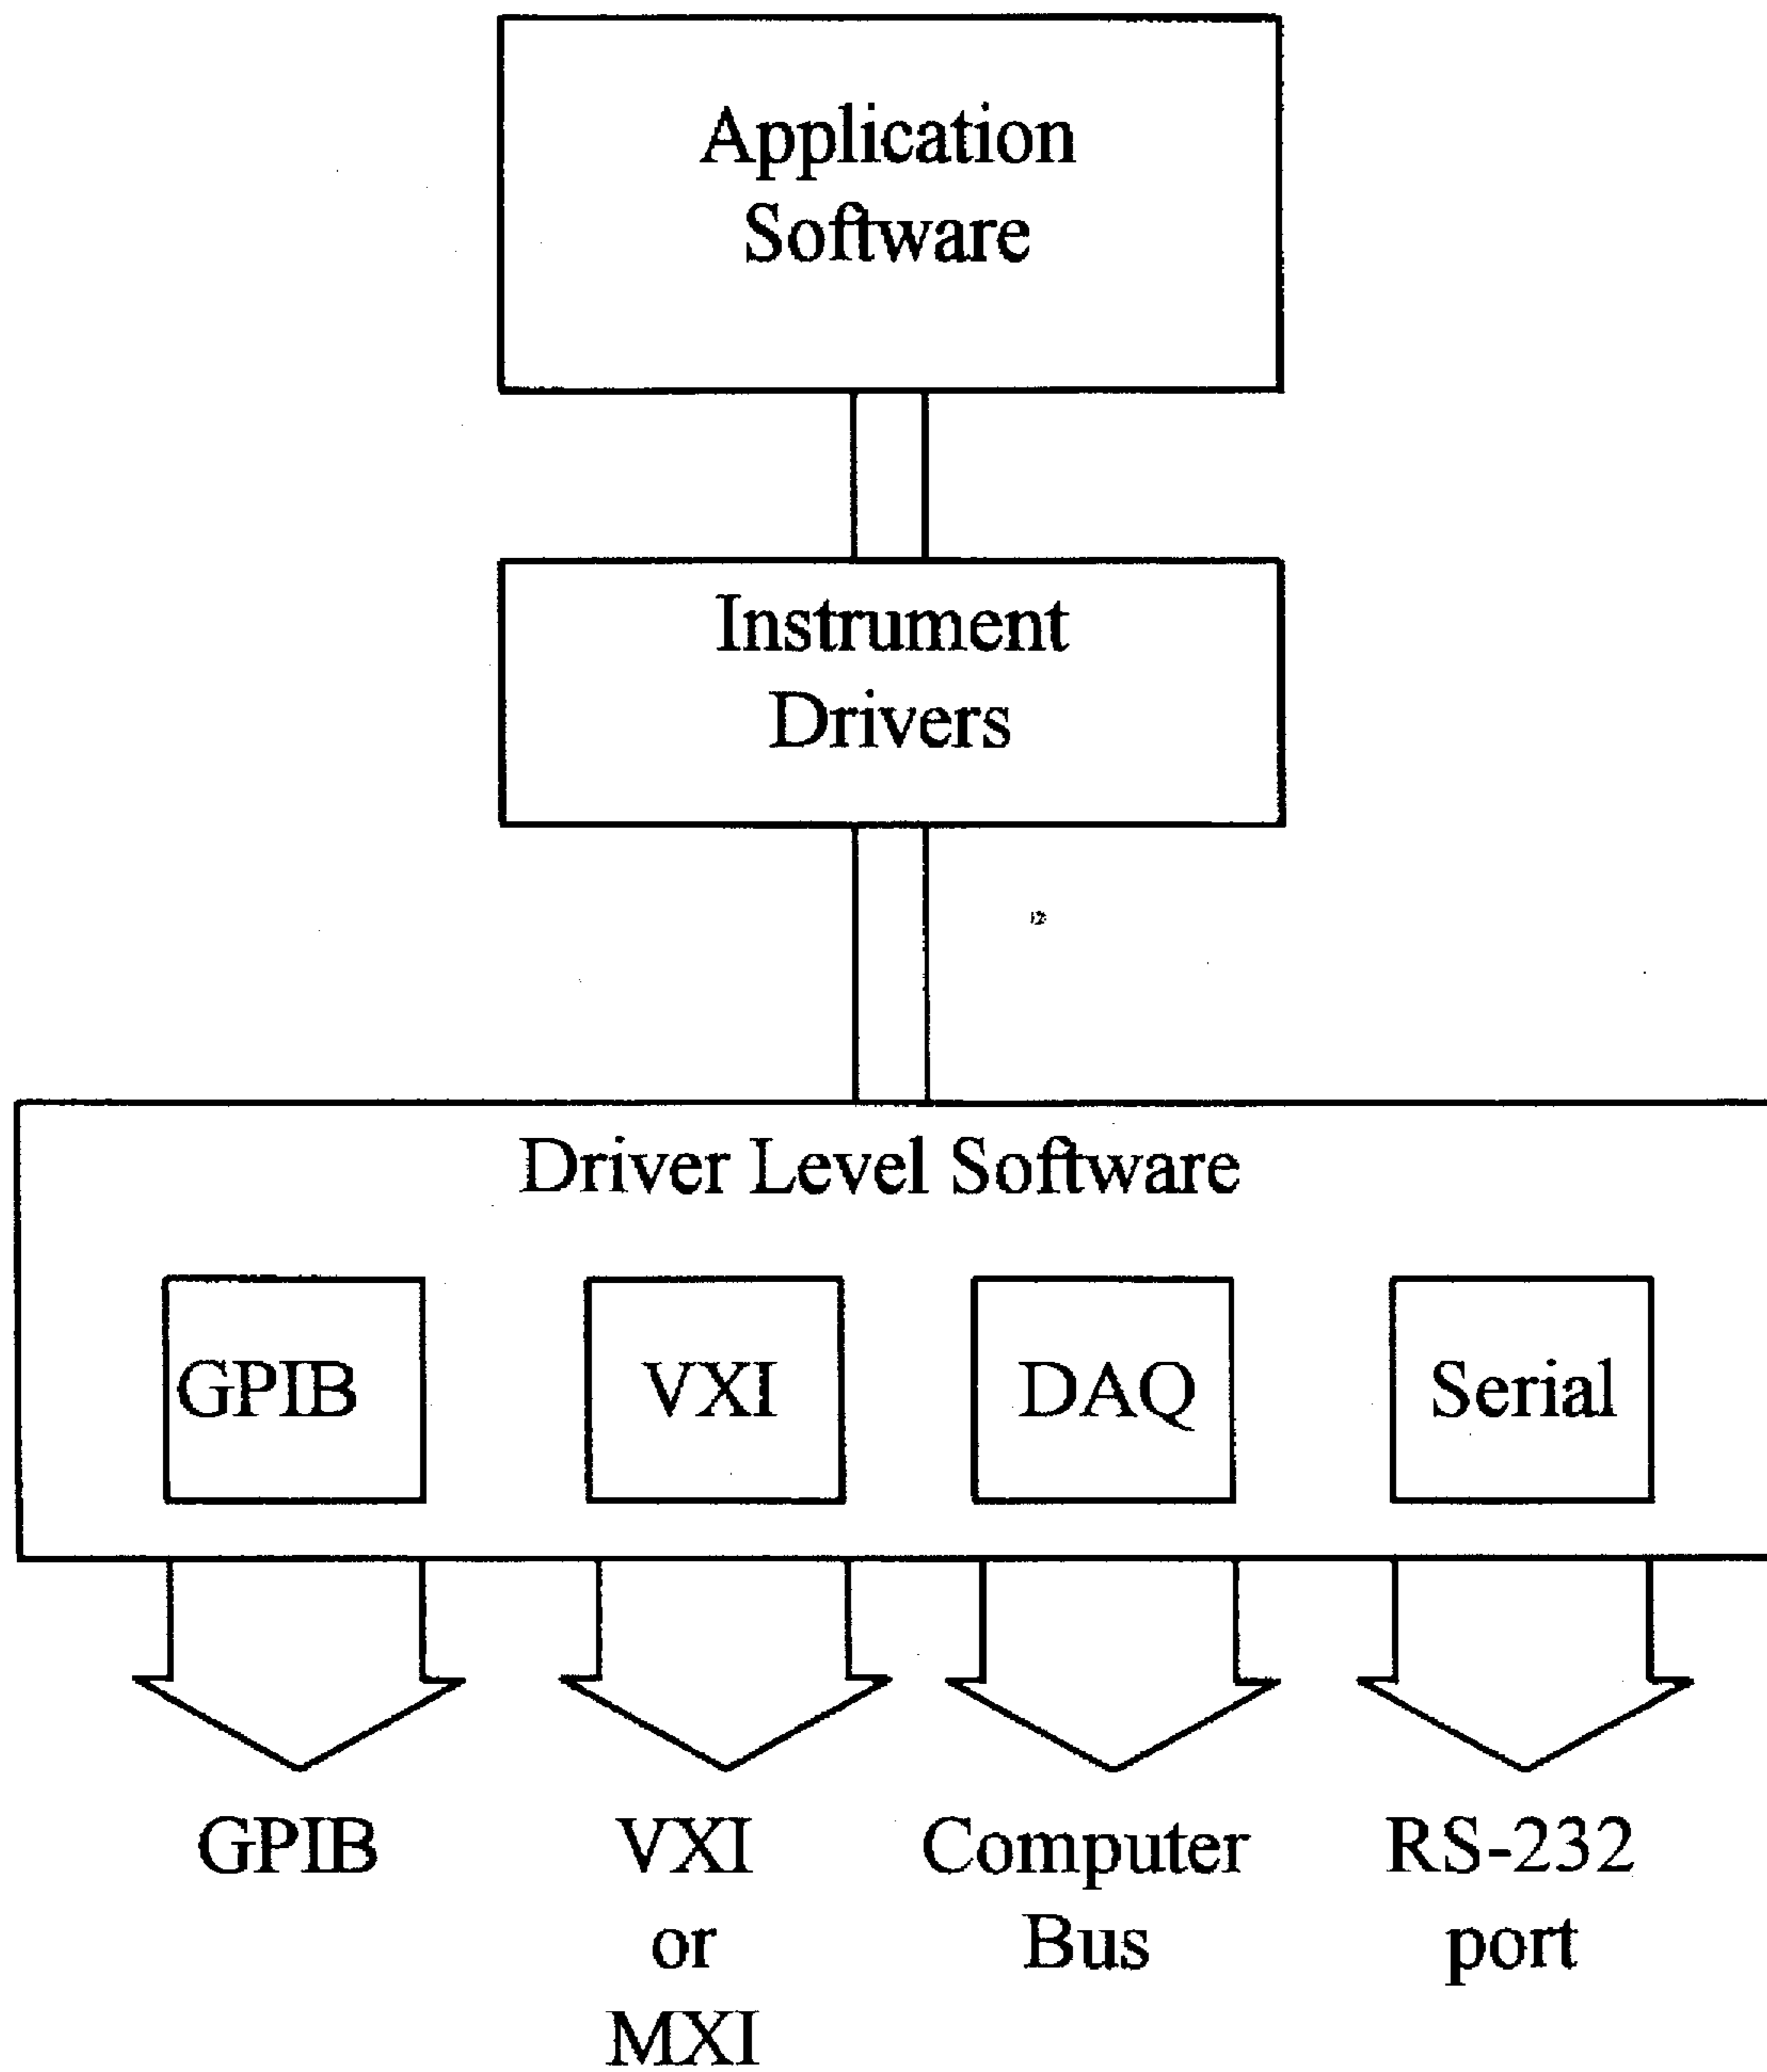 Application
Software
Instrument
Drivers
Driver Level Software
GPIB
VXI
DAQ
Serial
GPIB
VXI
or
MXI
Computer
Bus
RS-232
port